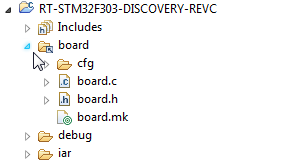 RT-STM32F303-DISCOVERY-REVC
Includes
board
cfg
board.c
board.h
board.mk
debug
iar